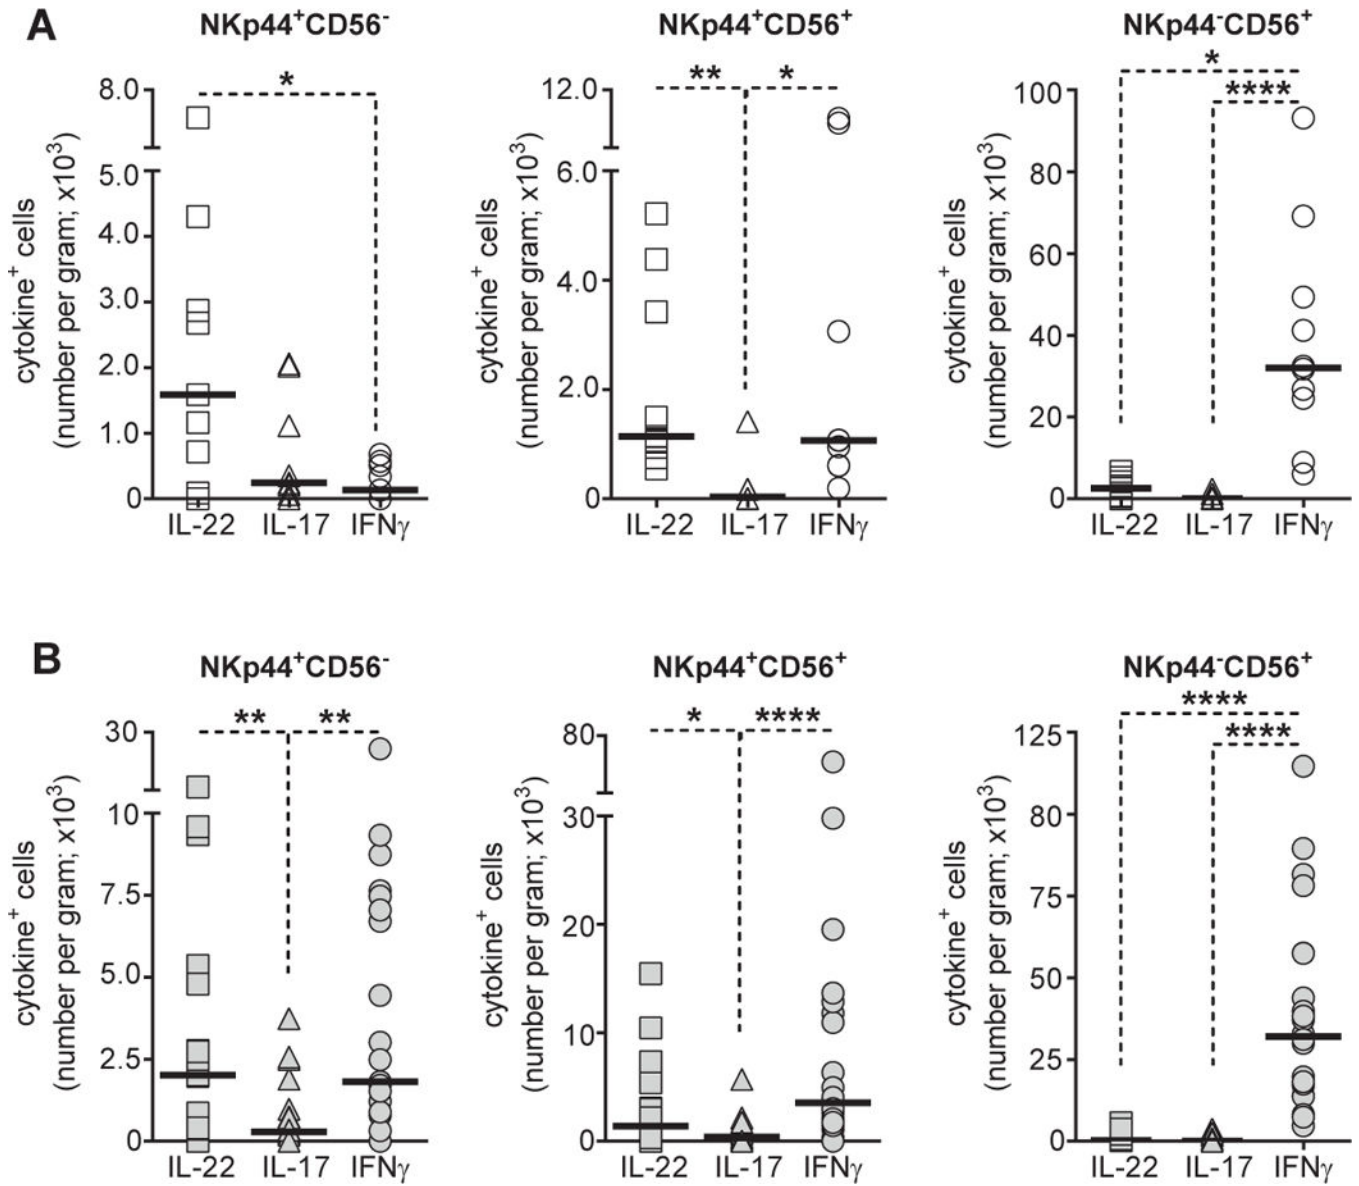 A
NKp44⁺CD56⁻
NKp44⁺CD56⁺
NKp44⁻CD56⁺
cytokine⁺ cells
(number per gram; x10³)
8.0
5.0
4.0
3.0
2.0
1.0
0
*
IL-22 IL-17 IFNγ
cytokine⁺ cells
(number per gram; x10³)
12.0
6.0
4.0
2.0
0
** *
IL-22 IL-17 IFNγ
cytokine⁺ cells
(number per gram; x10³)
100
80
60
40
20
0
*
****
IL-22 IL-17 IFNγ
B
NKp44⁺CD56⁻
NKp44⁺CD56⁺
NKp44⁻CD56⁺
cytokine⁺ cells
(number per gram; x10³)
30
10
7.5
5.0
2.5
0
** **
IL-22 IL-17 IFNγ
cytokine⁺ cells
(number per gram; x10³)
80
30
20
10
0
* ****
IL-22 IL-17 IFNγ
cytokine⁺ cells
(number per gram; x10³)
125
80
75
50
25
0
****
****
IL-22 IL-17 IFNγ